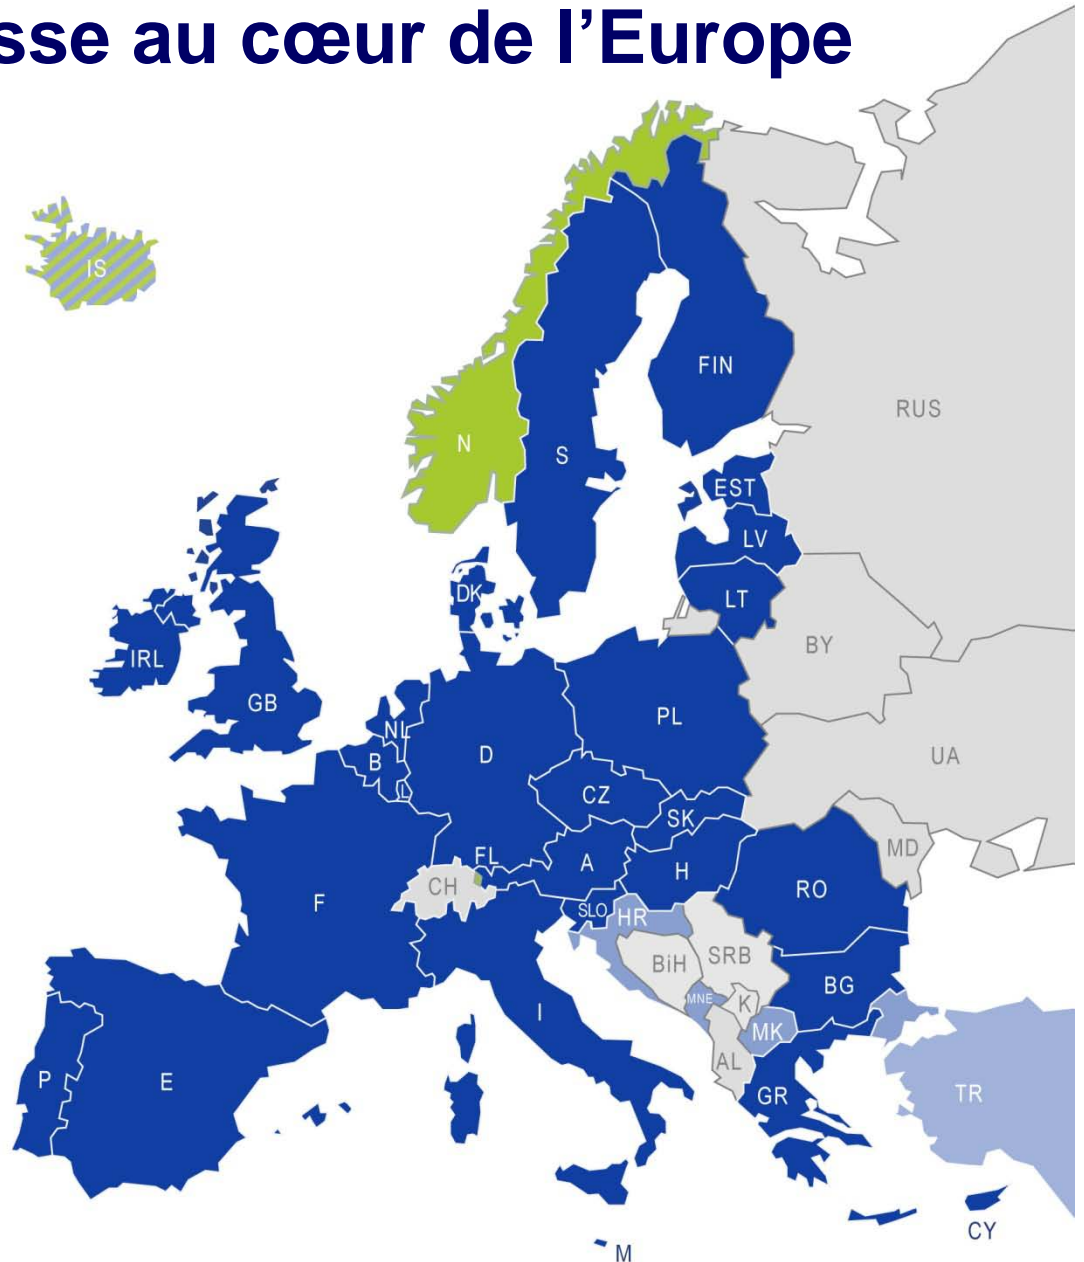 sse au cœur de l’Europe
IS
FIN
RUS
N
S
EST
LV
DK
LT
BY
IRL
GB
PL
NL
D
B
UA
L
CZ
SK
MD
FL
A
H
CH
RO
F
SLO
HR
SRB
BiH
BG
MNE
K
I
MK
AL
P
E
GR
TR
CY
M